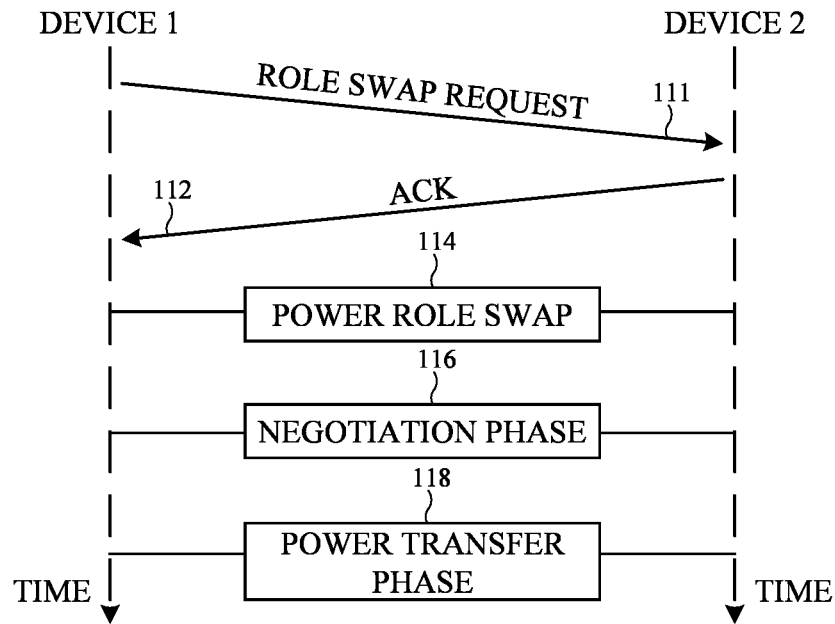 DEVICE 1
DEVICE 2
ROLE SWAP REQUEST
111
112
ACK
114
POWER ROLE SWAP
116
NEGOTIATION PHASE
118
POWER TRANSFER
PHASE
TIME
TIME